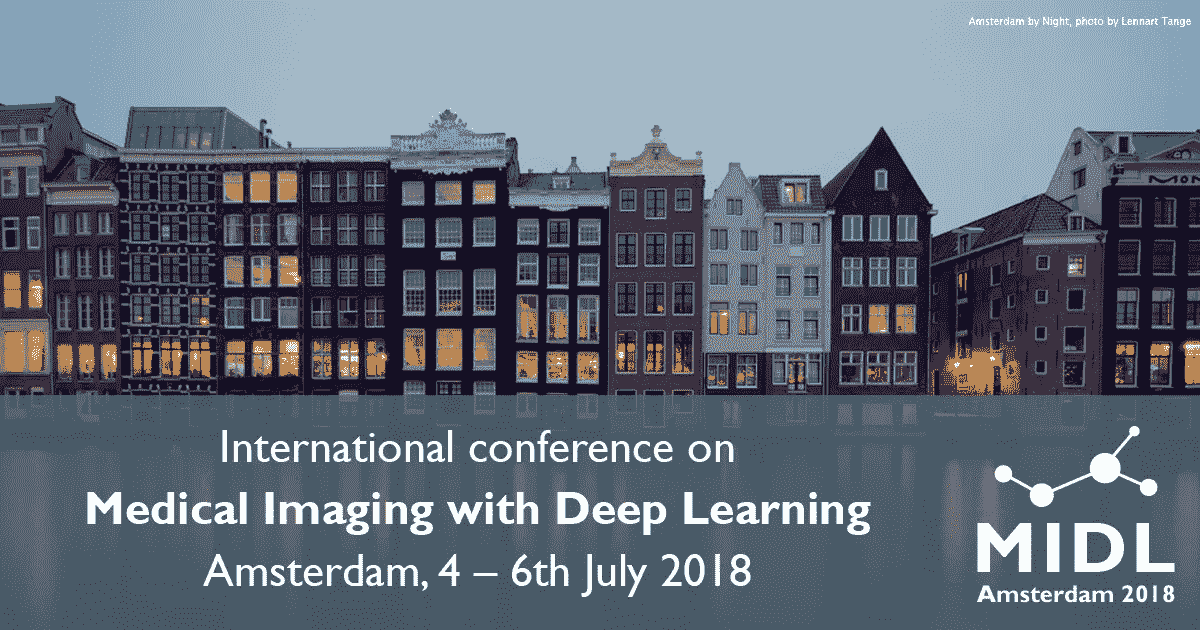 Amsterdam by Night, photo by Lennart Tange
MON
International conference on
Medical Imaging with Deep Learning
Amsterdam, 4 – 6th July 2018
MIDL
Amsterdam 2018